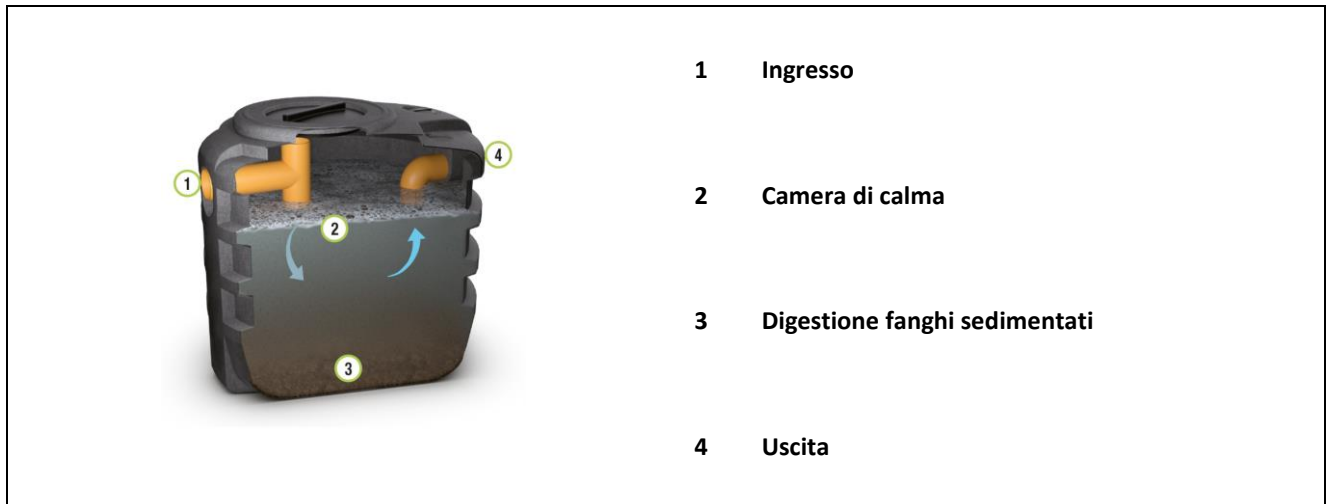 1 Ingresso
2 Camera di calma
3 Digestione fanghi sedimentati
4 Uscita
1
4
2
3